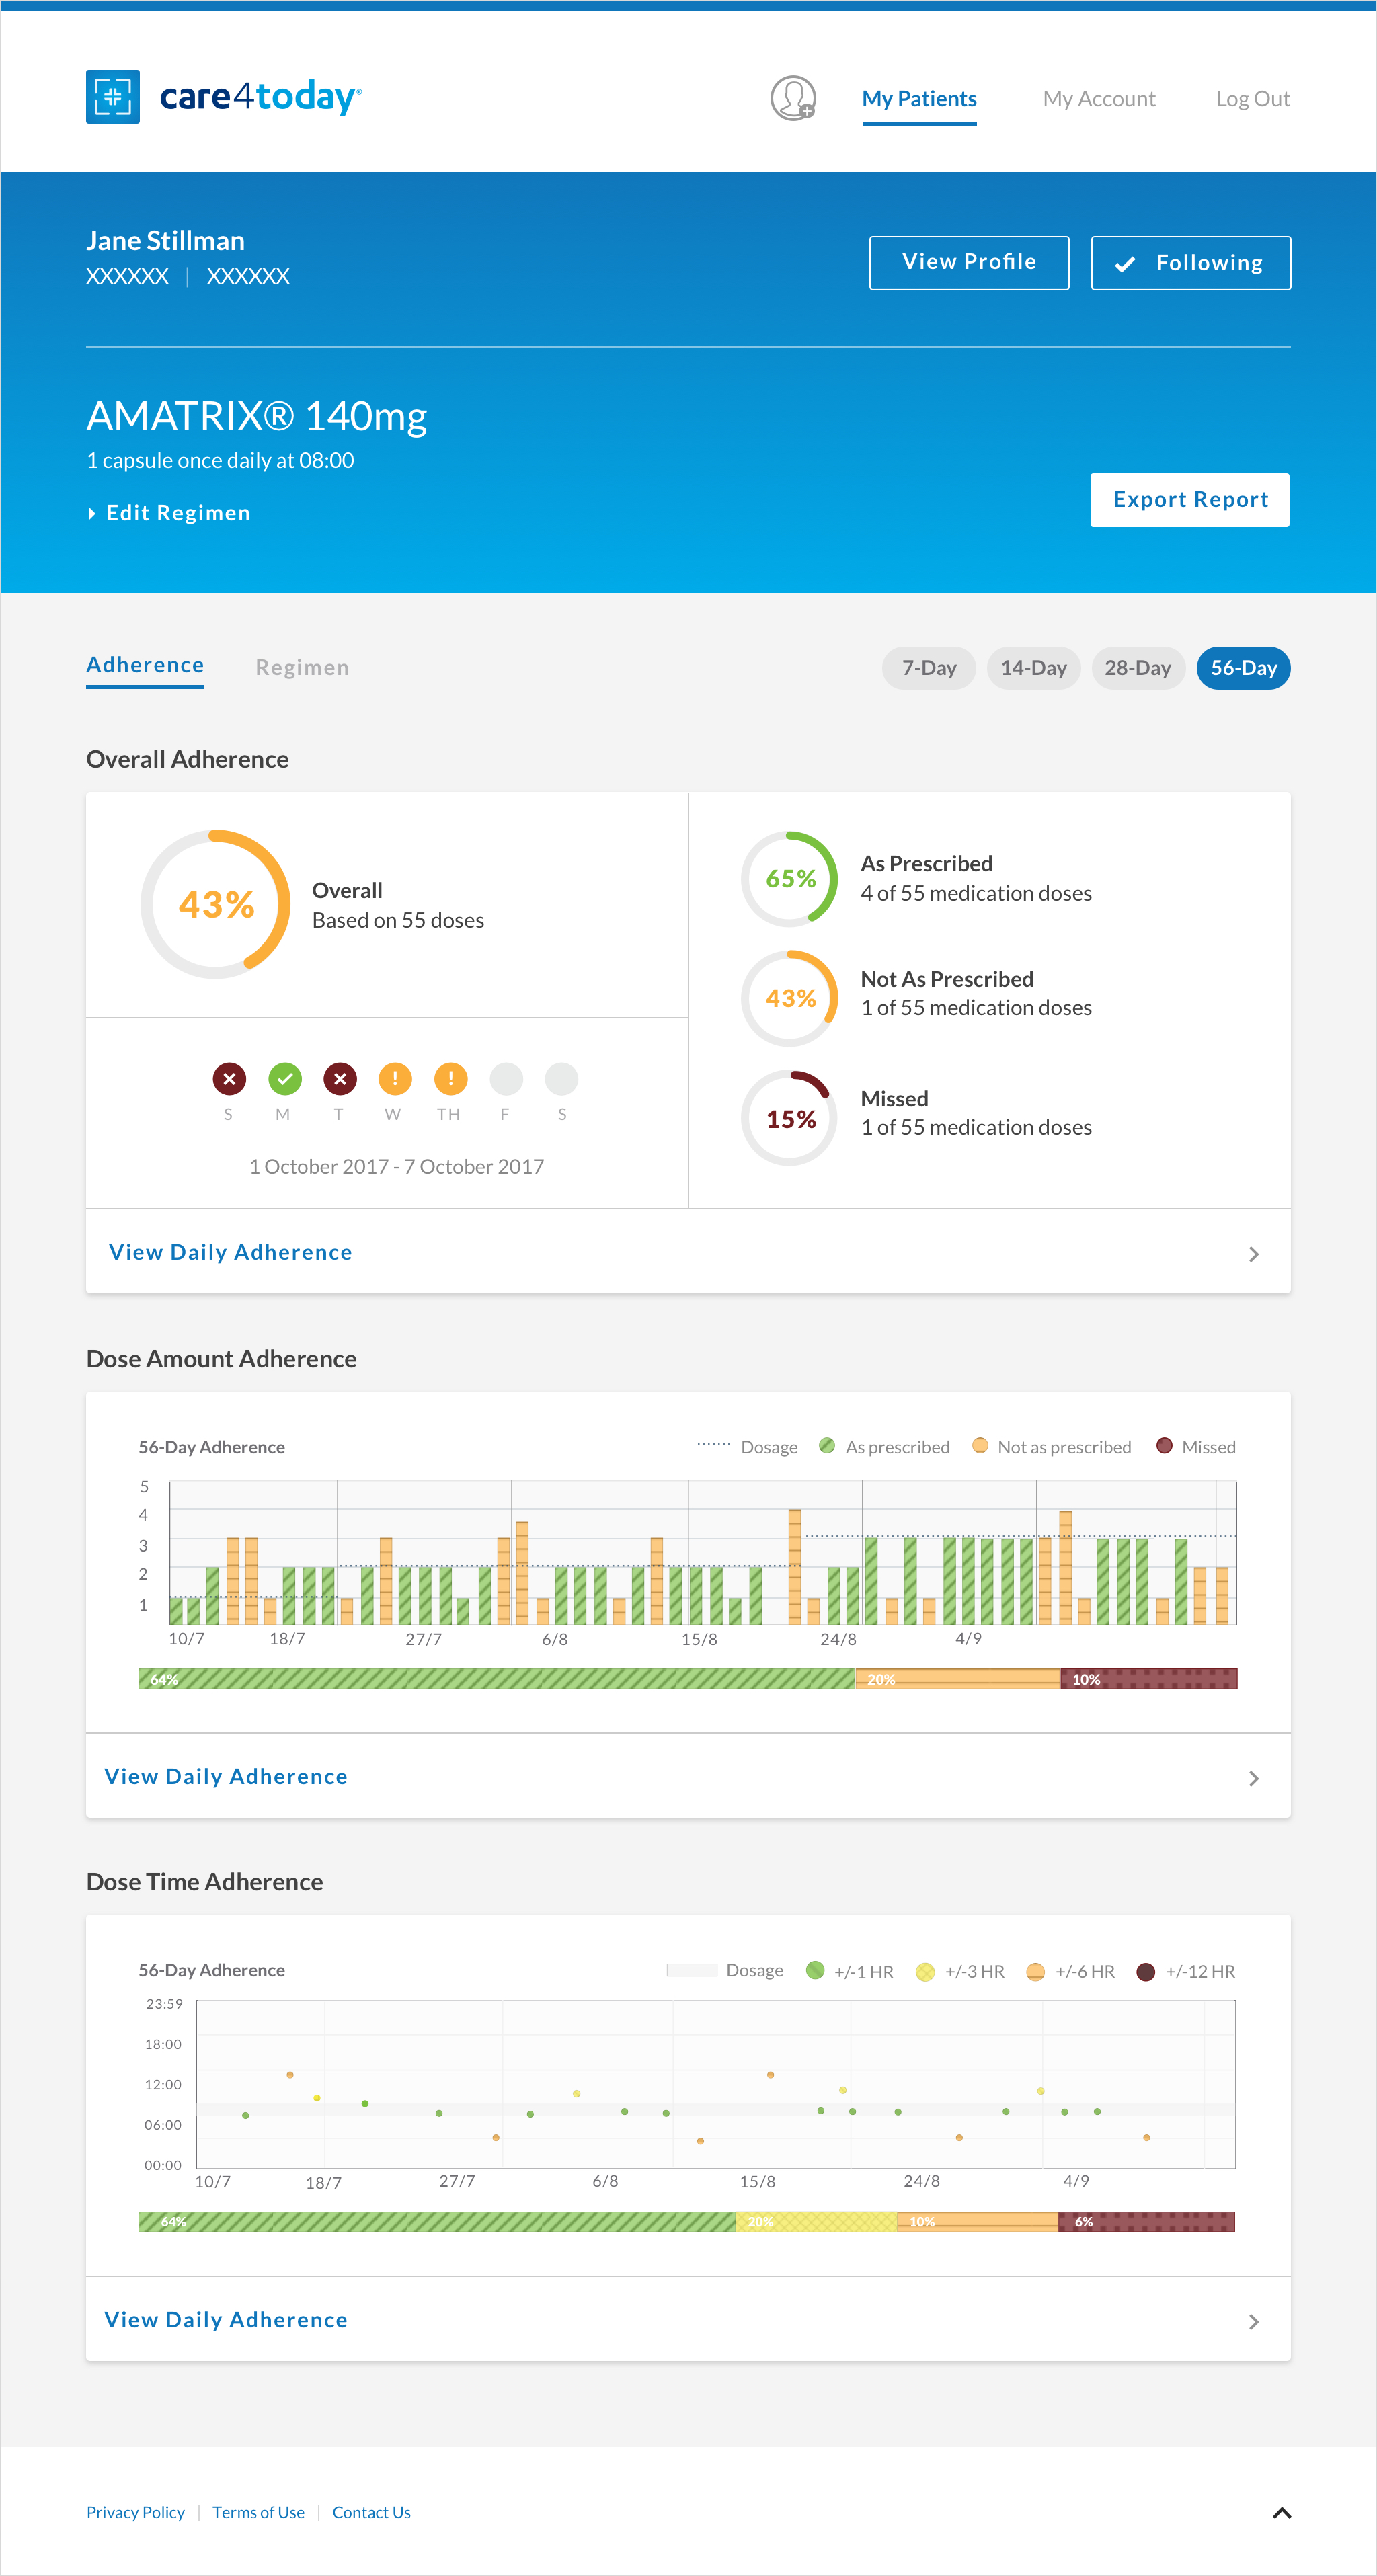 care4today®
My Patients
My Account
Log Out
Jane Stillman
XXXXXX | XXXXXX
View Profile
Following
AMATRIX® 140mg
1 capsule once daily at 08:00
Edit Regimen
Export Report
Adherence
Regimen
7-Day
14-Day
28-Day
56-Day
Overall Adherence
43%
Overall
Based on 55 doses
65%
As Prescribed
4 of 55 medication doses
43%
Not As Prescribed
1 of 55 medication doses
15%
Missed
1 of 55 medication doses
S M T W TH F S
1 October 2017 - 7 October 2017
View Daily Adherence
Dose Amount Adherence
56-Day Adherence
Dosage
As prescribed
Not as prescribed
Missed
5
4
3
2
1
10/7 18/7 27/7 6/8 15/8 24/8 4/9
64% 20% 10%
View Daily Adherence
Dose Time Adherence
56-Day Adherence
Dosage
+/-1 HR
+/-3 HR
+/-6 HR
+/-12 HR
23:59
18:00
12:00
06:00
00:00
10/7 18/7 27/7 6/8 15/8 24/8 4/9
64% 20% 10% 6%
View Daily Adherence
Privacy Policy | Terms of Use | Contact Us